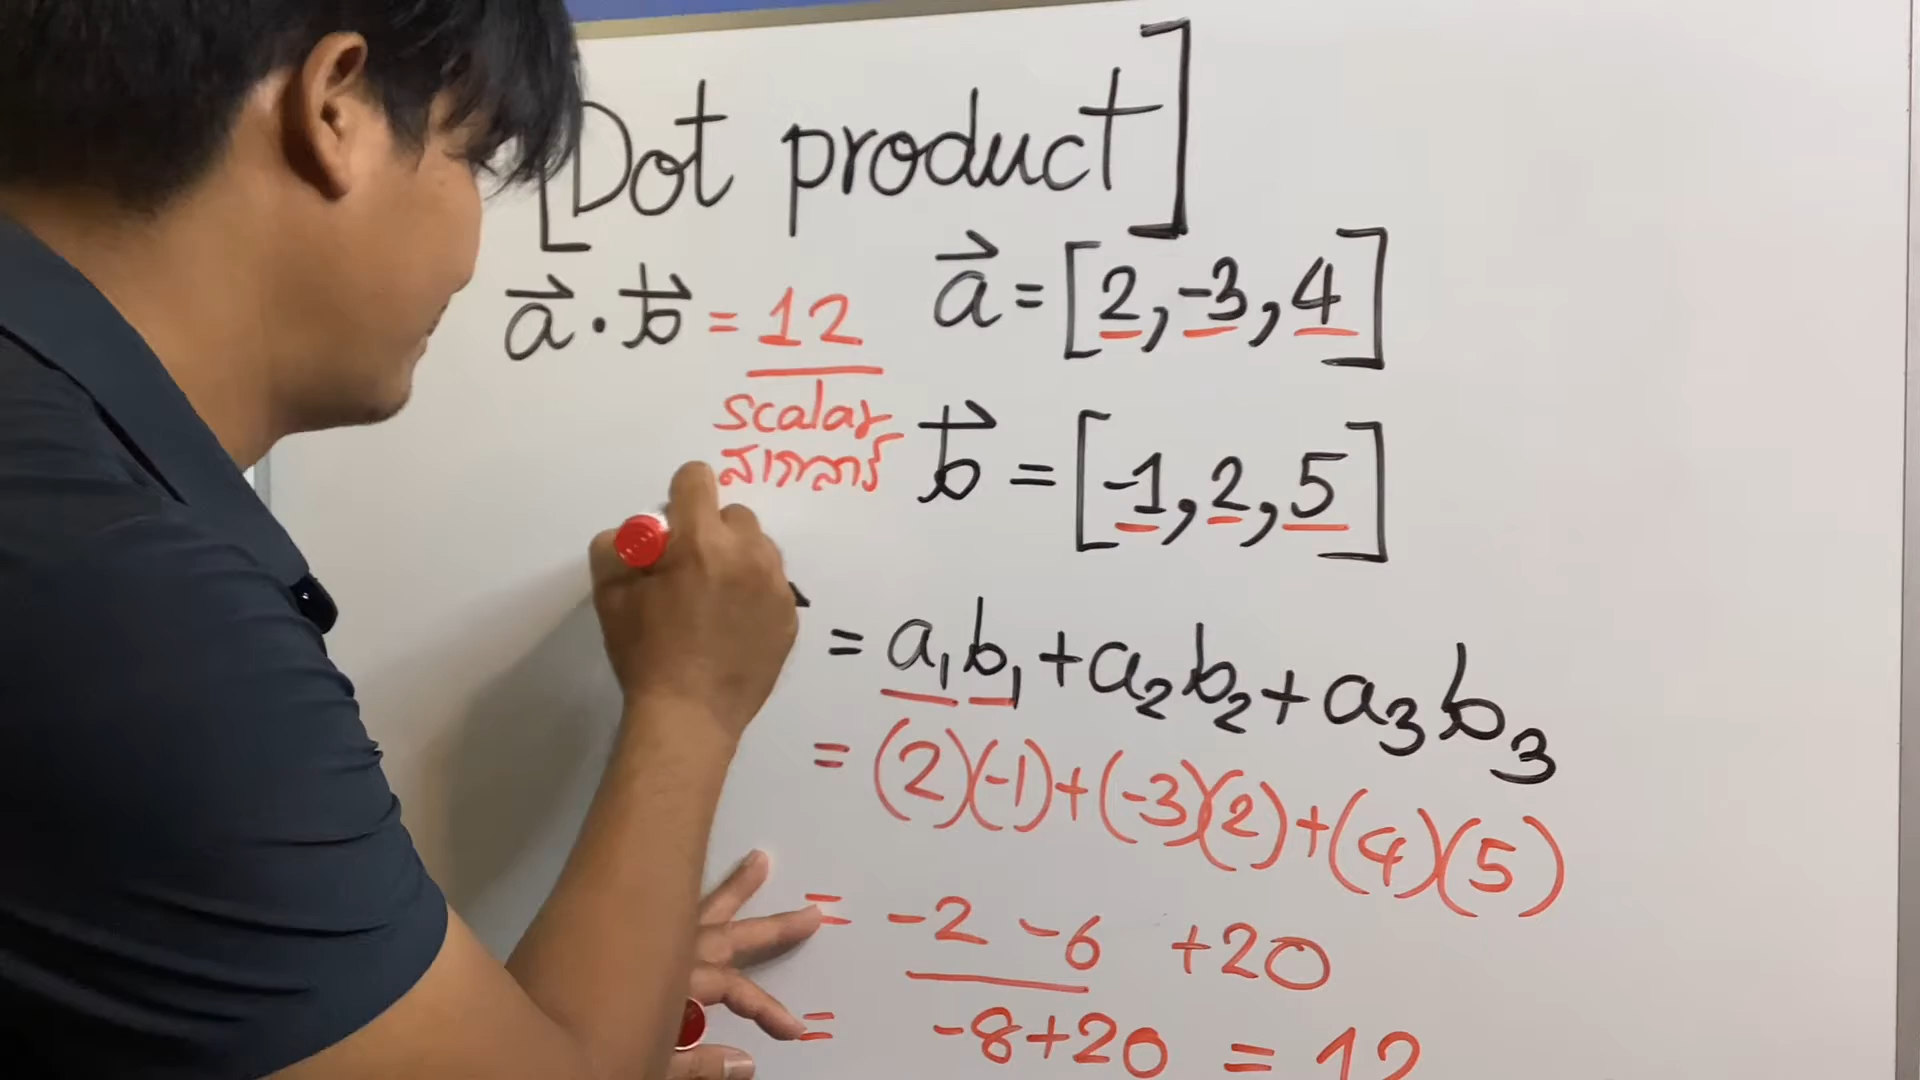 [Dot product]
a⃗ · b⃗ = 12
scalar
สเกลาร์
a⃗ = [2, -3, 4]
b⃗ = [-1, 2, 5]
= a₁b₁ + a₂b₂ + a₃b₃
= (2)(-1) + (-3)(2) + (4)(5)
= -2 -6 +20
= -8+20 = 12